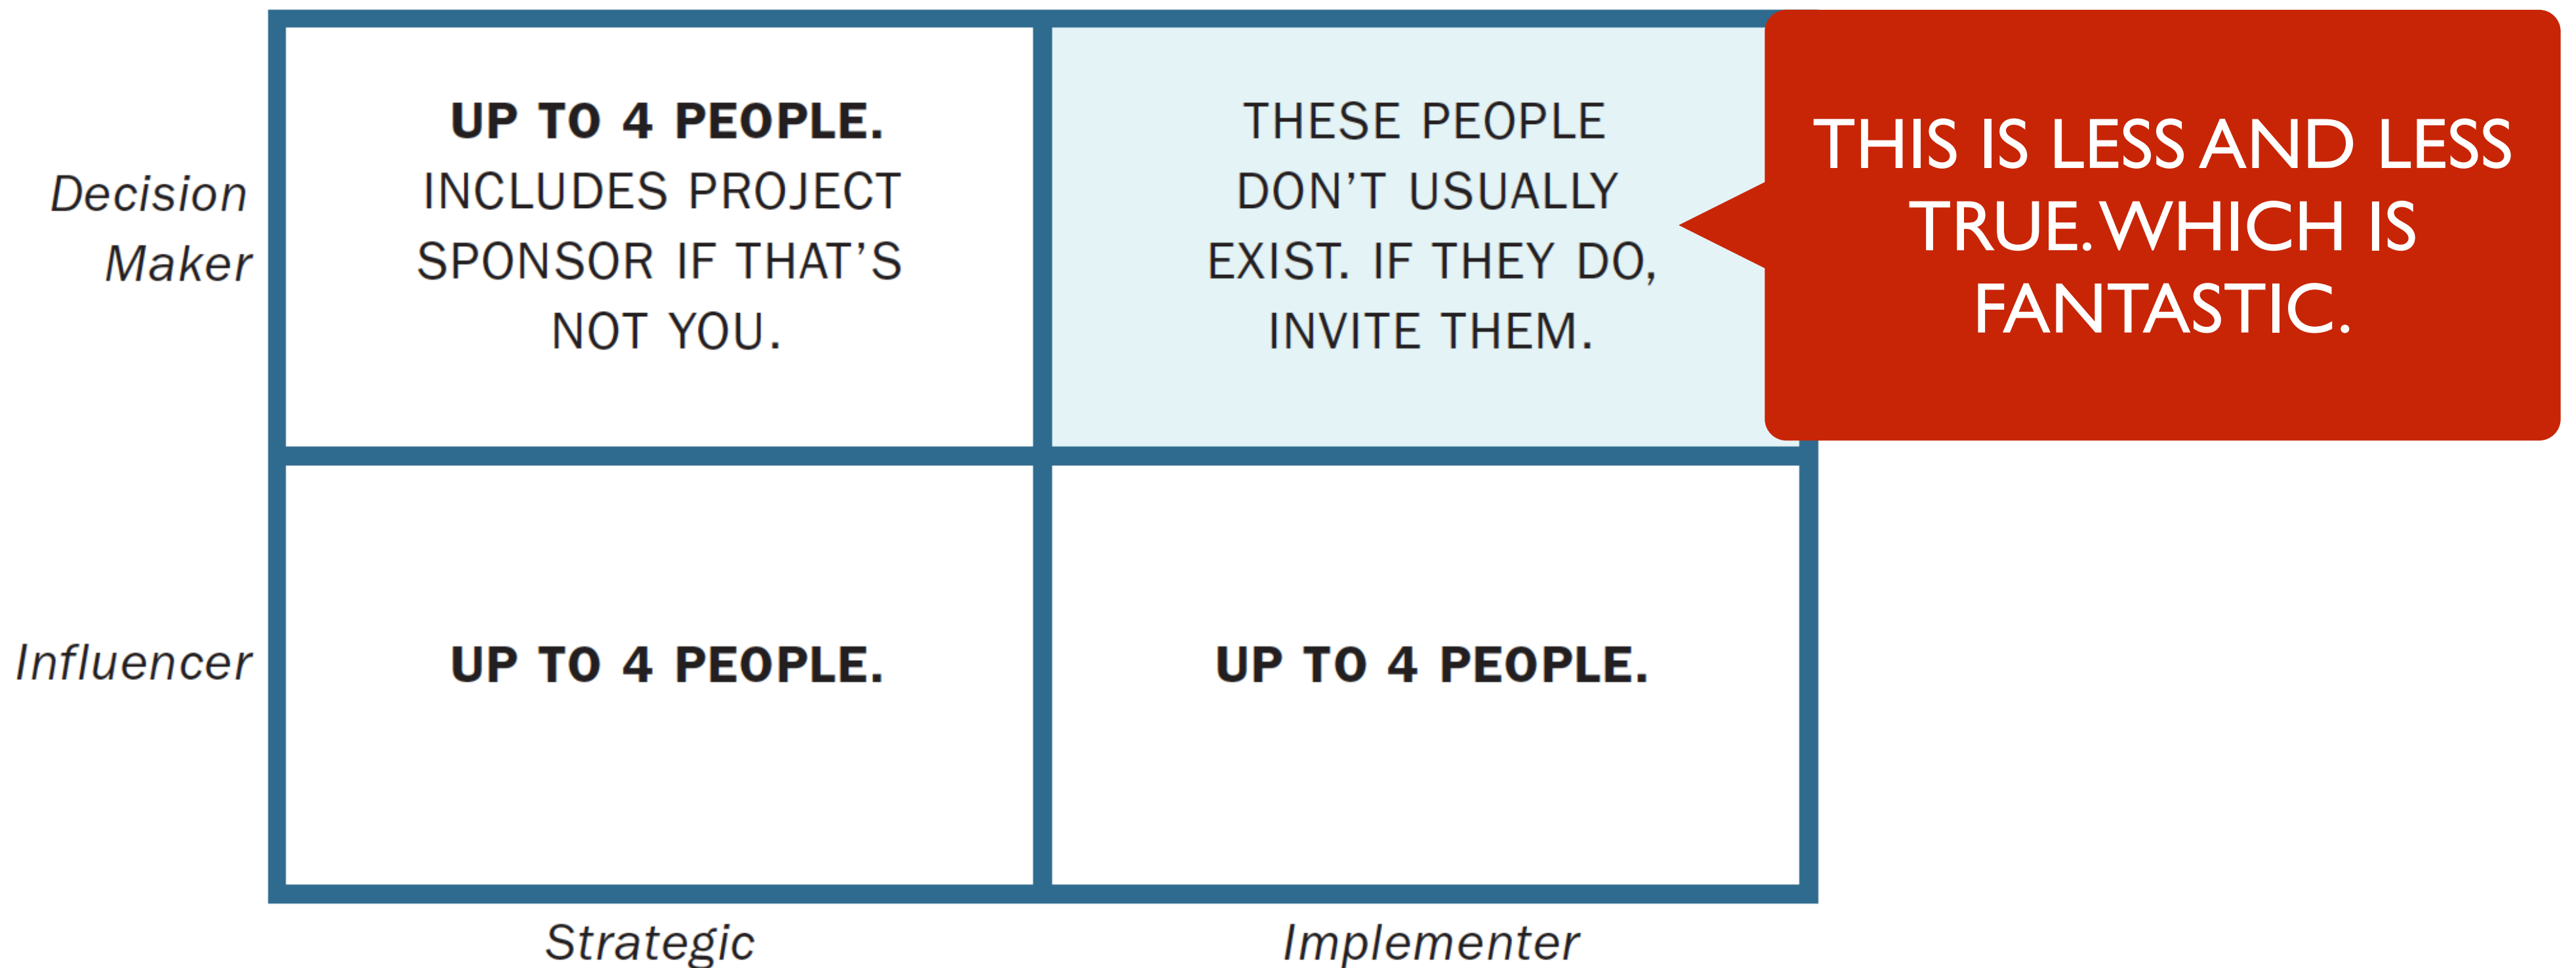 Decision
Maker
UP TO 4 PEOPLE.
INCLUDES PROJECT
SPONSOR IF THAT’S
NOT YOU.
THESE PEOPLE
DON’T USUALLY
EXIST. IF THEY DO,
INVITE THEM.
THIS IS LESS AND LESS
TRUE. WHICH IS
FANTASTIC.
Influencer
UP TO 4 PEOPLE.
UP TO 4 PEOPLE.
Strategic
Implementer